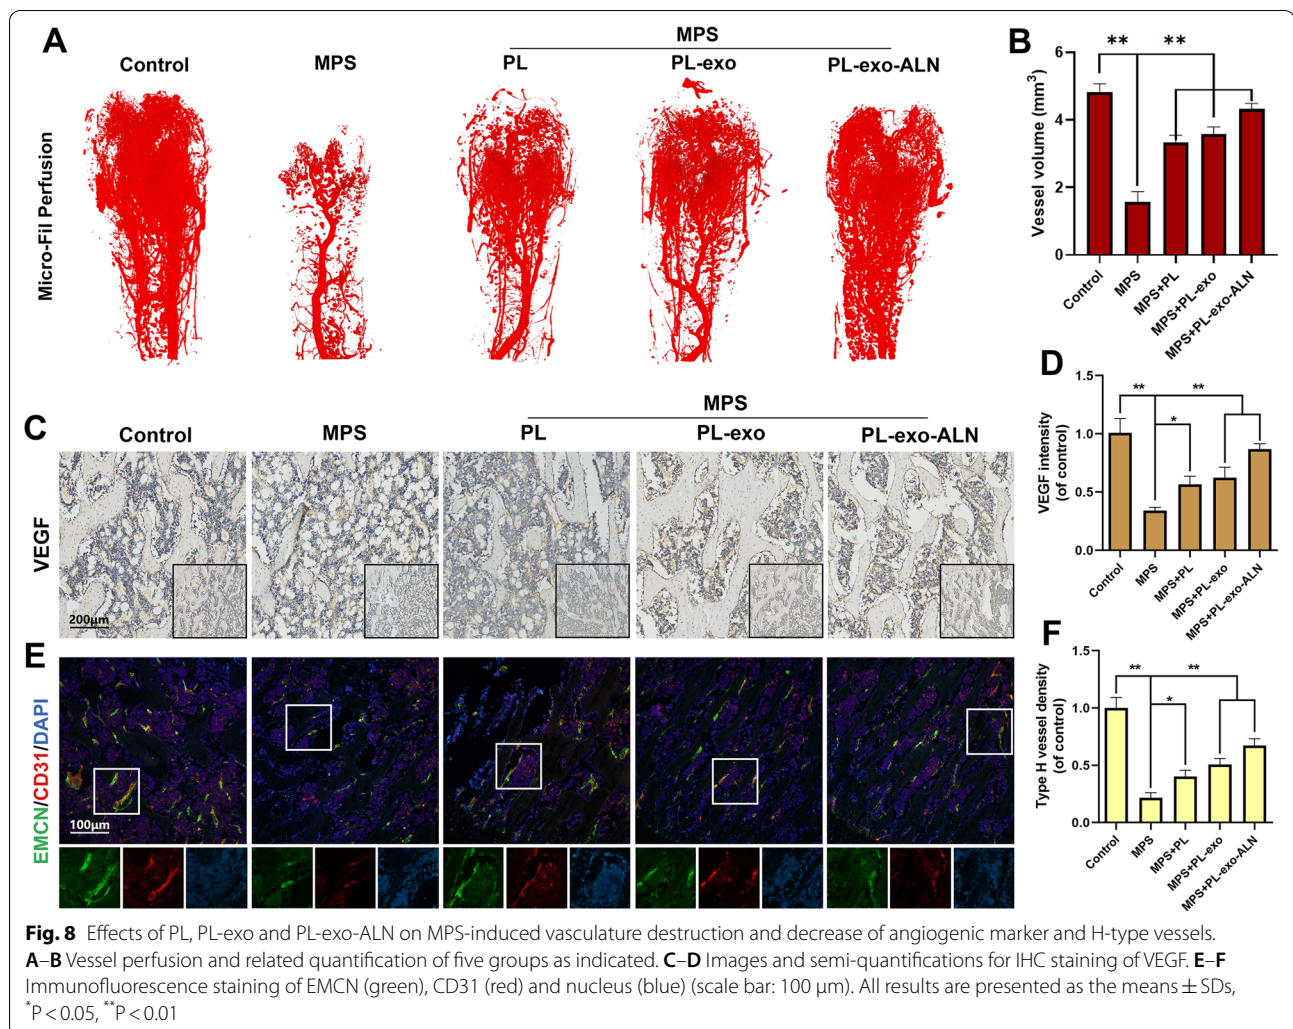 A
MPS
Control
MPS
PL
PL-exo
PL-exo-ALN
Micro-Fil Perfusion
B
** **
Vessel volume (mm3)
6
4
2
0
Control
MPS
MPS+PL
MPS+PL-exo
MPS+PL-exo-ALN
C
MPS
Control
MPS
PL
PL-exo
PL-exo-ALN
VEGF
200μm
D
VEGF intensity
(of control)
1.5
1.0
0.5
0.0
** **
*
Control
MPS
MPS+PL
MPS+PL-exo
MPS+PL-exo-ALN
E
EMCN/CD31/DAPI
100μm
F
Type H vessel density
(of control)
1.5
1.0
0.5
0.0
** **
*
Control
MPS
MPS+PL
MPS+PL-exo
MPS+PL-exo-ALN
Fig. 8 Effects of PL, PL-exo and PL-exo-ALN on MPS-induced vasculature destruction and decrease of angiogenic marker and H-type vessels.
A–B Vessel perfusion and related quantification of five groups as indicated. C–D Images and semi-quantifications for IHC staining of VEGF. E–F
Immunofluorescence staining of EMCN (green), CD31 (red) and nucleus (blue) (scale bar: 100 μm). All results are presented as the means ± SDs,
*P < 0.05, **P < 0.01